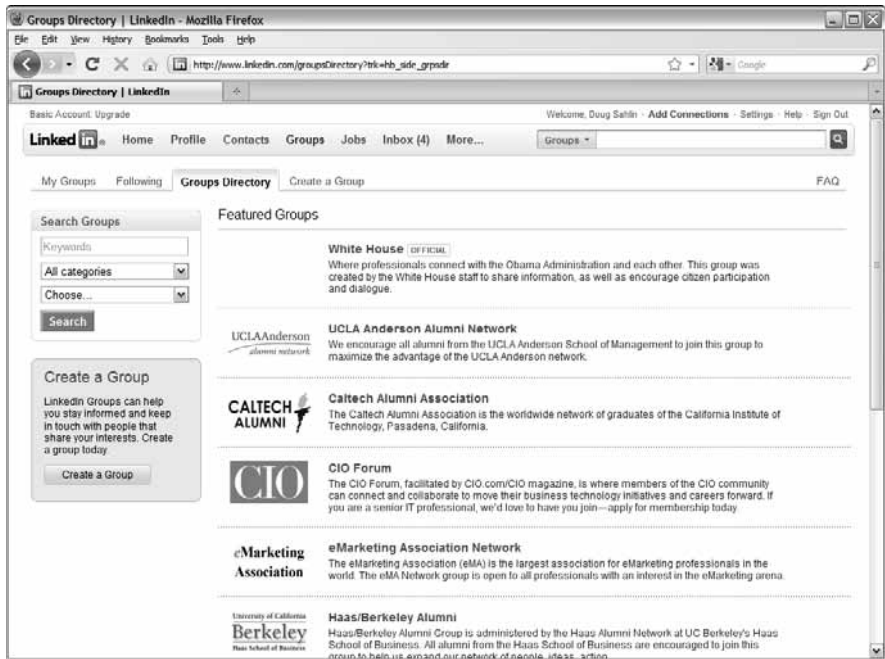 Groups Directory | LinkedIn - Mozilla Firefox
File Edit View History Bookmarks Tools Help
http://www.linkedin.com/groupsDirectory?trk=hb_side_grpsdir
Google
Groups Directory | LinkedIn
Basic Account: Upgrade
Welcome, Doug Sahlin · Add Connections · Settings · Help · Sign Out
Linked in Home Profile Contacts Groups Jobs Inbox (4) More...
Groups
My Groups Following Groups Directory Create a Group FAQ
Search Groups
Keywords
All categories
Choose...
Search
Create a Group
LinkedIn Groups can help
you stay informed and keep
in touch with people that
share your interests. Create
a group today.
Create a Group
Featured Groups
White House OFFICIAL
Where professionals connect with the Obama Administration and each other. This group was
created by the White House staff to share information, as well as encourage citizen participation
and dialogue.
UCLAAnderson
alumni network
UCLA Anderson Alumni Network
We encourage all alumni from the UCLA Anderson School of Management to join this group to
maximize the advantage of the UCLA Anderson network.
CALTECH
ALUMNI
Caltech Alumni Association
The Caltech Alumni Association is the worldwide network of graduates of the California Institute of
Technology, Pasadena, California.
CIO
CIO Forum
The CIO Forum, facilitated by CIO.com/CIO magazine, is where members of the CIO community
can connect and collaborate to move their business technology initiatives and careers forward. If
you are a senior IT professional, we'd love to have you join—apply for membership today.
eMarketing
Association
eMarketing Association Network
The eMarketing Association (eMA) is the largest association for eMarketing professionals in the
world. The eMA Network group is open to all professionals with an interest in the eMarketing arena.
University of California
Berkeley
Haas School of Business
Haas/Berkeley Alumni
Haas/Berkeley Alumni Group is administered by the Haas Alumni Network at UC Berkeley's Haas
School of Business. All alumni from the Haas School of Business are encouraged to join this
group to help us expand our network of people, ideas, action